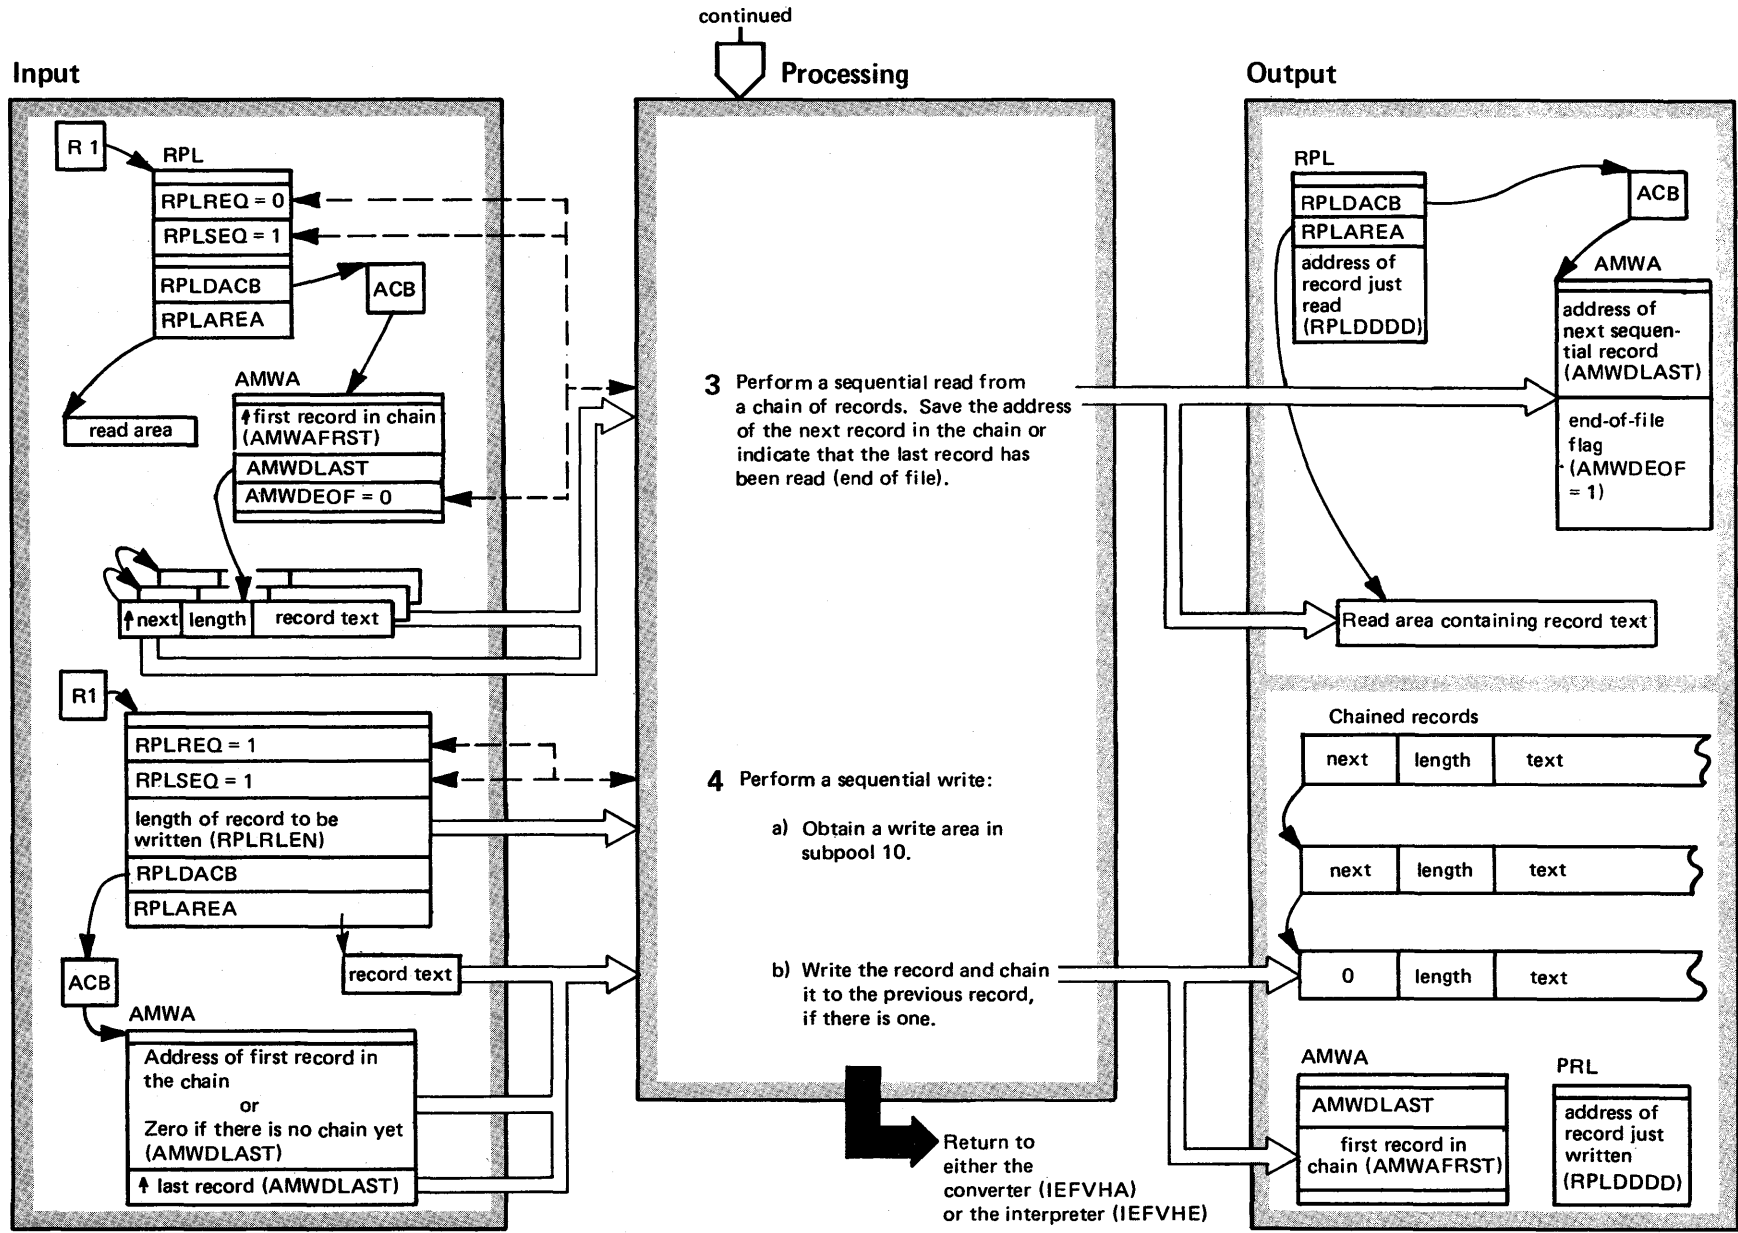 continued
Input
Processing
Output
R 1
RPL
RPLREQ = 0
RPLSEQ = 1
RPLDACB
RPLAREA
ACB
read area
AMWA
first record in chain
(AMWAFRST)
AMWDLAST
AMWDEOF = 0
next
length
record text
R1
RPLREQ = 1
RPLSEQ = 1
length of record to be
written (RPLRLEN)
RPLDACB
RPLAREA
ACB
record text
AMWA
Address of first record in
the chain
or
Zero if there is no chain yet
(AMWDLAST)
last record (AMWDLAST)
3 Perform a sequential read from
a chain of records. Save the address
of the next record in the chain or
indicate that the last record has
been read (end of file).
4 Perform a sequential write:
a) Obtain a write area in
subpool 10.
b) Write the record and chain
it to the previous record,
if there is one.
Return to
either the
converter (IEFVHA)
or the interpreter (IEFVHE)
RPL
RPLDACB
RPLAREA
address of
record just
read
(RPLDDDD)
ACB
AMWA
address of
next sequen-
tial record
(AMWDLAST)
end-of-file
flag
(AMWDEOF
= 1)
Read area containing record text
Chained records
next length text
next length text
0 length text
AMWA
AMWDLAST
first record in
chain (AMWAFRST)
PRL
address of
record just
written
(RPLDDDD)